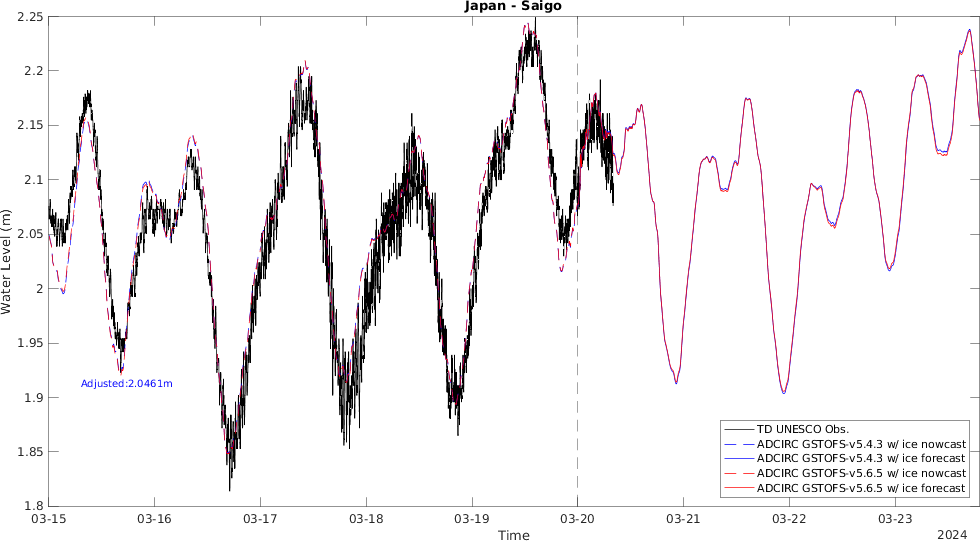 Japan - Saigo
2.25
2.2
2.15
2.1
2.05
2
1.95
1.9
1.85
1.8
Water Level (m)
Adjusted:2.0461m
TD UNESCO Obs.
ADCIRC GSTOFS-v5.4.3 w/ ice nowcast
ADCIRC GSTOFS-v5.4.3 w/ ice forecast
ADCIRC GSTOFS-v5.6.5 w/ ice nowcast
ADCIRC GSTOFS-v5.6.5 w/ ice forecast
03-15 03-16 03-17 03-18 03-19 03-20 03-21 03-22 03-23
Time
2024